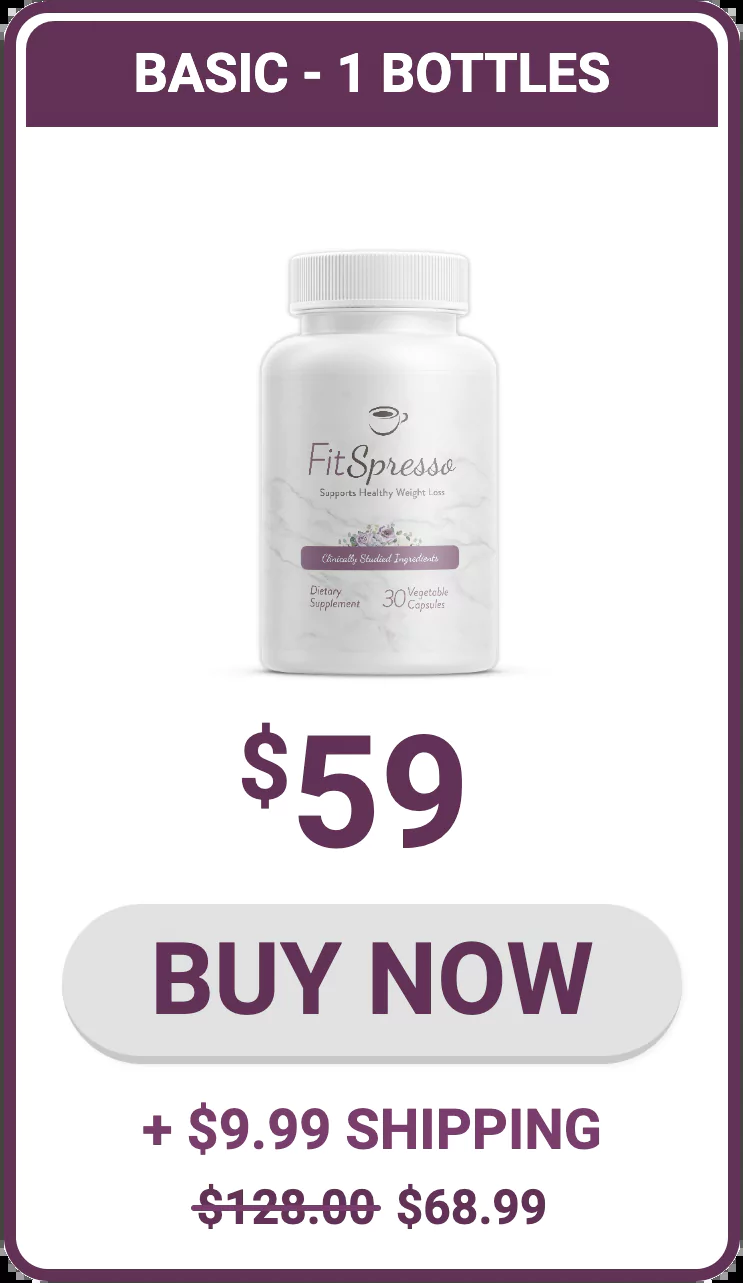 BASIC - 1 BOTTLES
FitSpresso
Supports Healthy Weight Loss
Clinically Studied Ingredients
Dietary Supplement
30 Vegetable Capsules
$59
BUY NOW
+ $9.99 SHIPPING
$128.00 $68.99